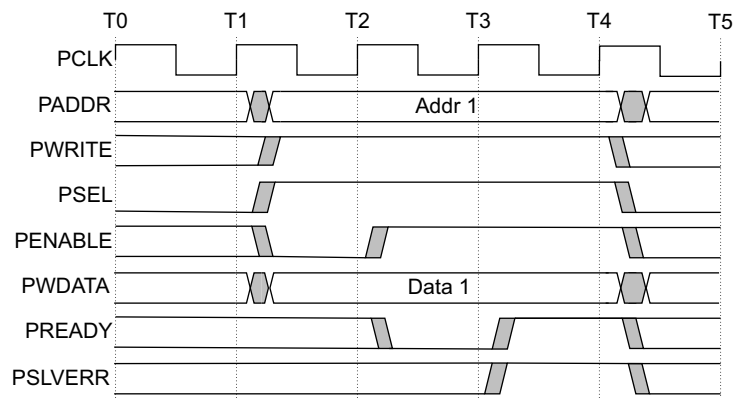 T0 T1 T2 T3 T4 T5
PCLK
PADDR Addr 1
PWRITE
PSEL
PENABLE
PWDATA Data 1
PREADY
PSLVERR